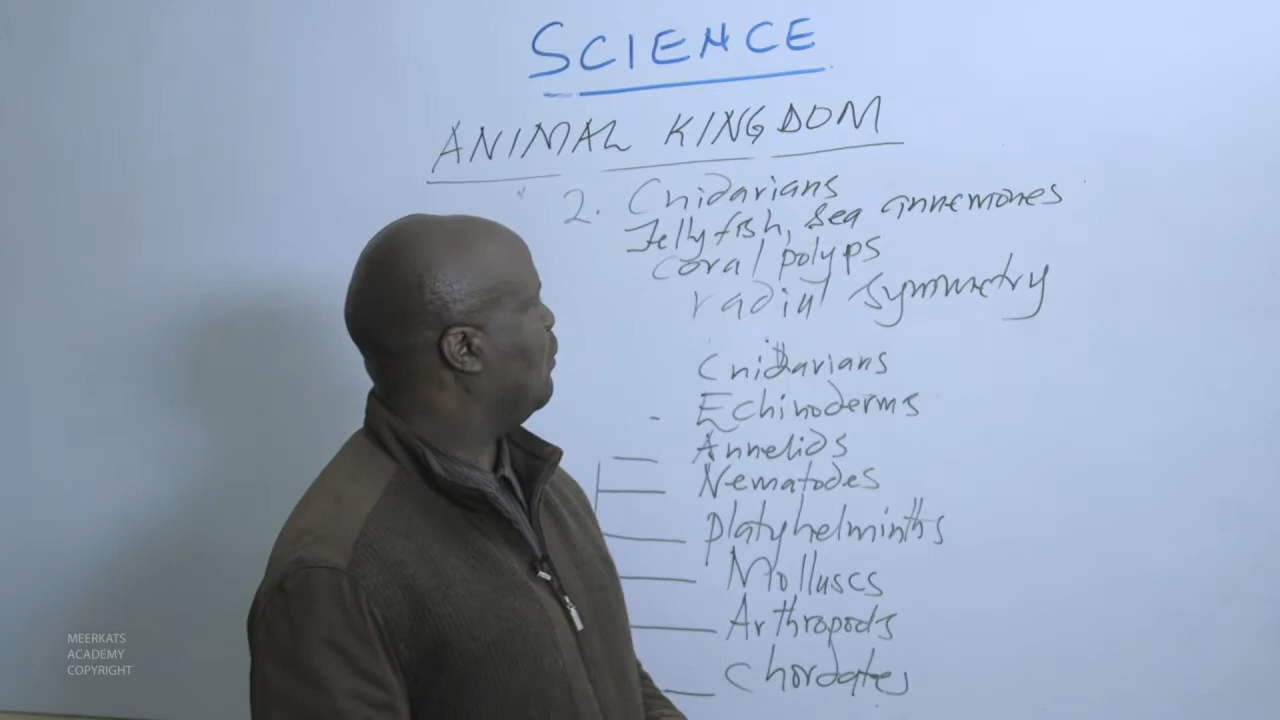 SCIENCE
ANIMAL KINGDOM
2. Cnidarians
Jellyfish, sea annemones
coral polyps
radial symmetry
Cnidarians
- Echinoderms
Annelids
Nematodes
Platyhelminths
Molluscs
Arthropods
Chordates
MEERKATS
ACADEMY
COPYRIGHT